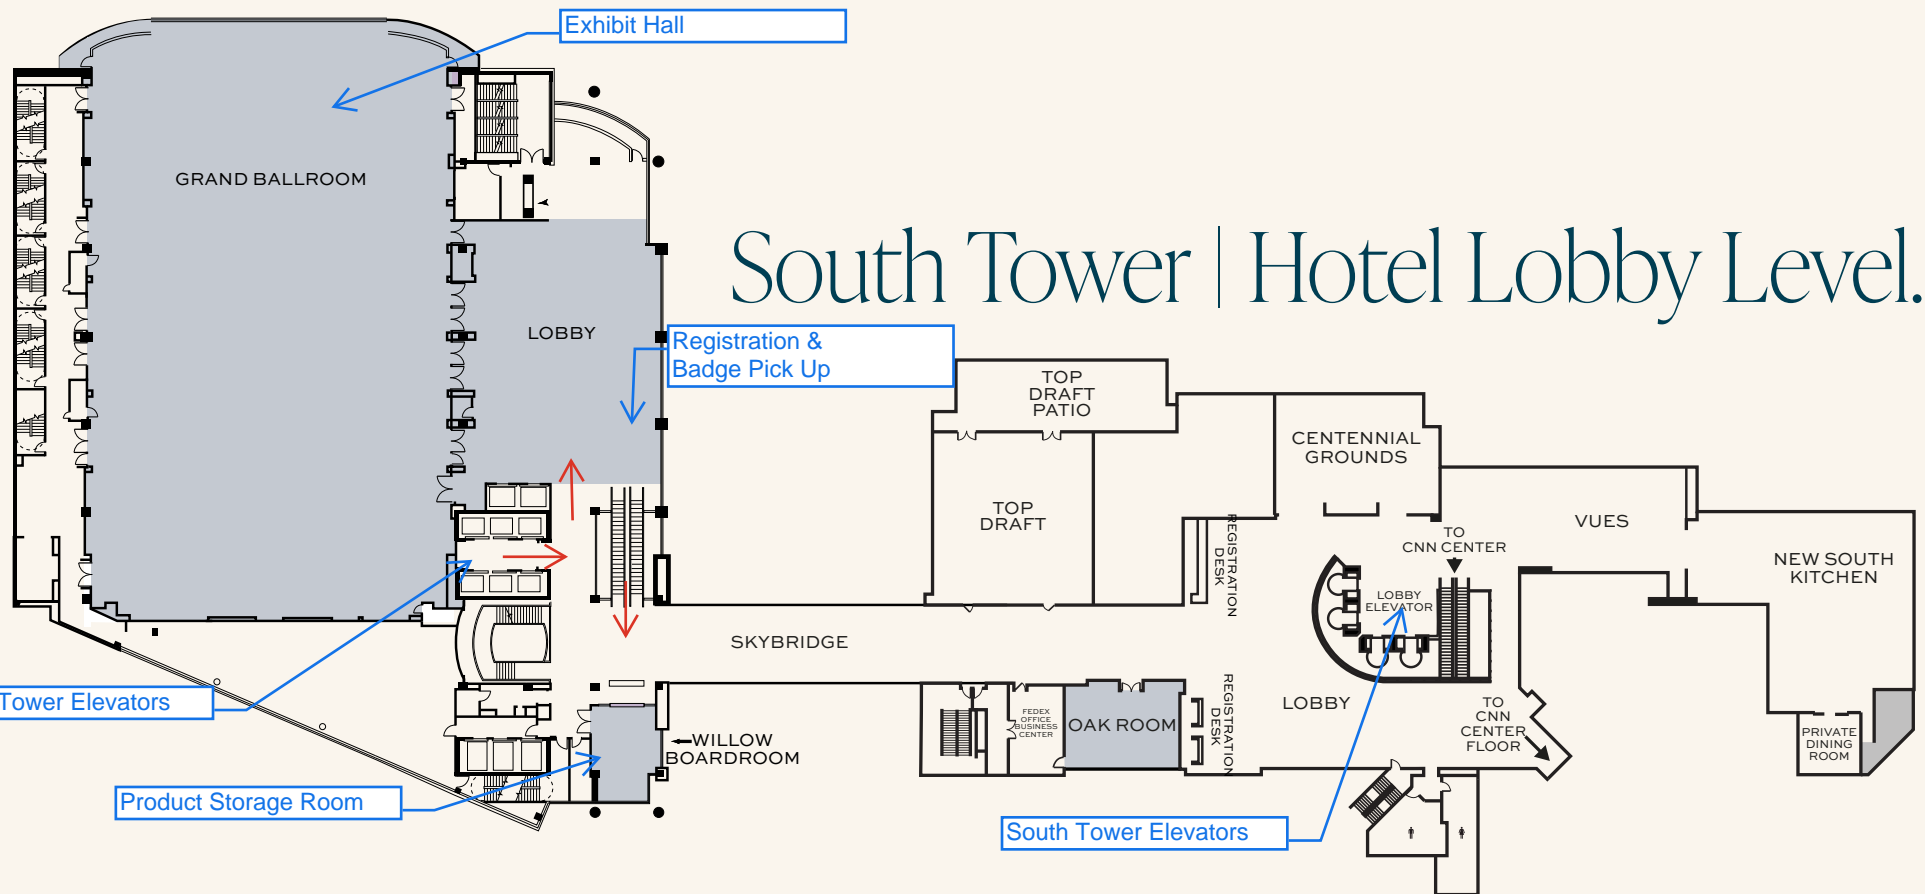 Exhibit Hall
GRAND BALLROOM
South Tower | Hotel Lobby Level.
LOBBY
Registration &
Badge Pick Up
TOP
DRAFT
PATIO
CENTENNIAL
GROUNDS
TOP
DRAFT
REGISTRATION
DESK
VUES
TO
CNN CENTER
NEW SOUTH
KITCHEN
LOBBY
ELEVATOR
SKYBRIDGE
Tower Elevators
LOBBY
TO
CNN
CENTER
FLOOR
FEDEX
OFFICE
BUSINESS
CENTER
OAK ROOM
REGISTRATION
DESK
PRIVATE
DINING
ROOM
WILLOW
BOARDROOM
Product Storage Room
South Tower Elevators